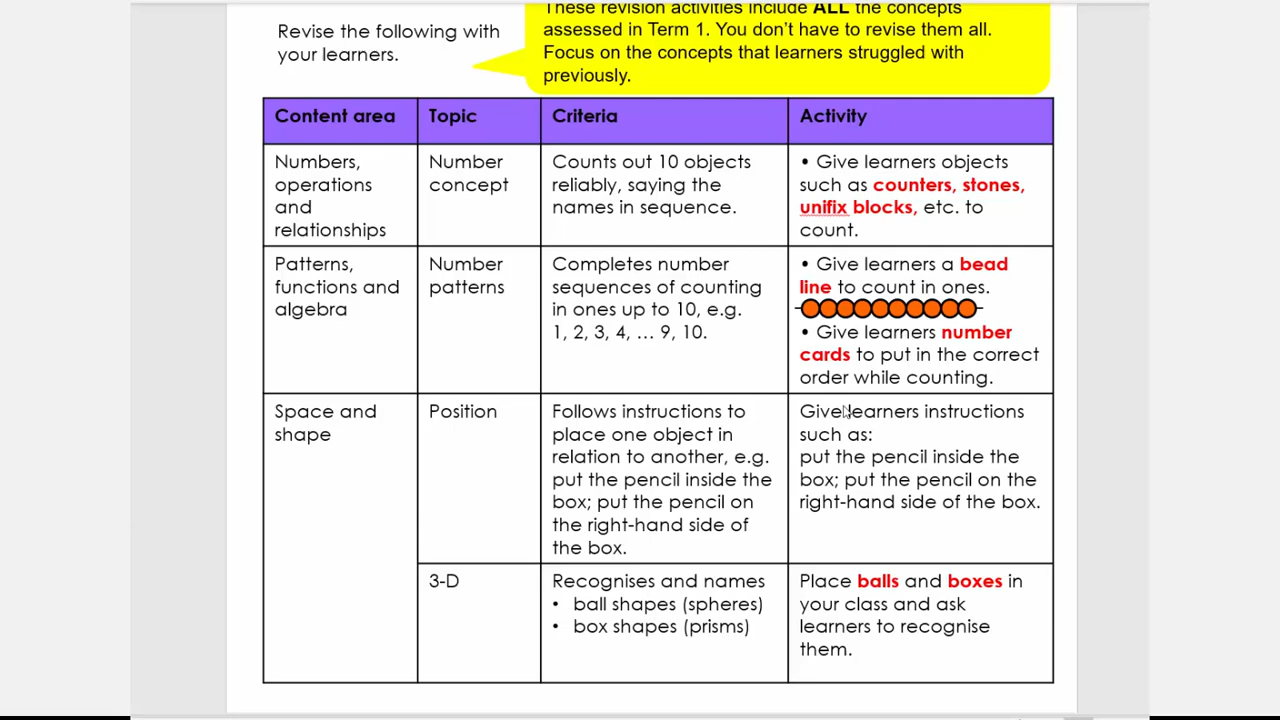 Revise the following with
your learners.
These revision activities include ALL the concepts
assessed in Term 1. You don't have to revise them all.
Focus on the concepts that learners struggled with
previously.
Content area
Topic
Criteria
Activity
Numbers,
operations
and
relationships
Number
concept
Counts out 10 objects
reliably, saying the
names in sequence.
• Give learners objects
such as counters, stones,
unifix blocks, etc. to
count.
Patterns,
functions and
algebra
Number
patterns
Completes number
sequences of counting
in ones up to 10, e.g.
1, 2, 3, 4, … 9, 10.
• Give learners a bead
line to count in ones.
• Give learners number
cards to put in the correct
order while counting.
Space and
shape
Position
Follows instructions to
place one object in
relation to another, e.g.
put the pencil inside the
box; put the pencil on
the right-hand side of
the box.
Give learners instructions
such as:
put the pencil inside the
box; put the pencil on the
right-hand side of the box.
3-D
Recognises and names
• ball shapes (spheres)
• box shapes (prisms)
Place balls and boxes in
your class and ask
learners to recognise
them.